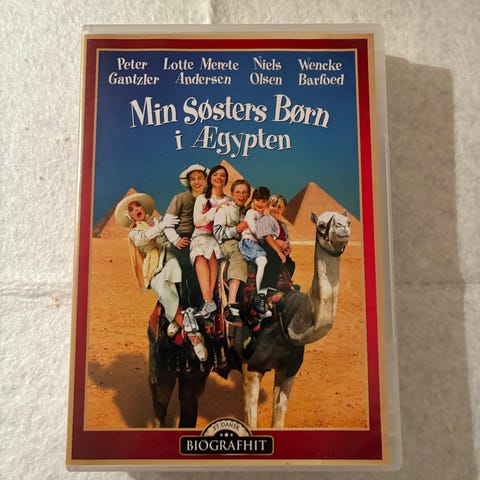 Peter Lotte Merete Niels Wencke
Gantzler Andersen Olsen Barfoed
Min Søsters Børn
i Ægypten
ET DANSK
BIOGRAFHIT